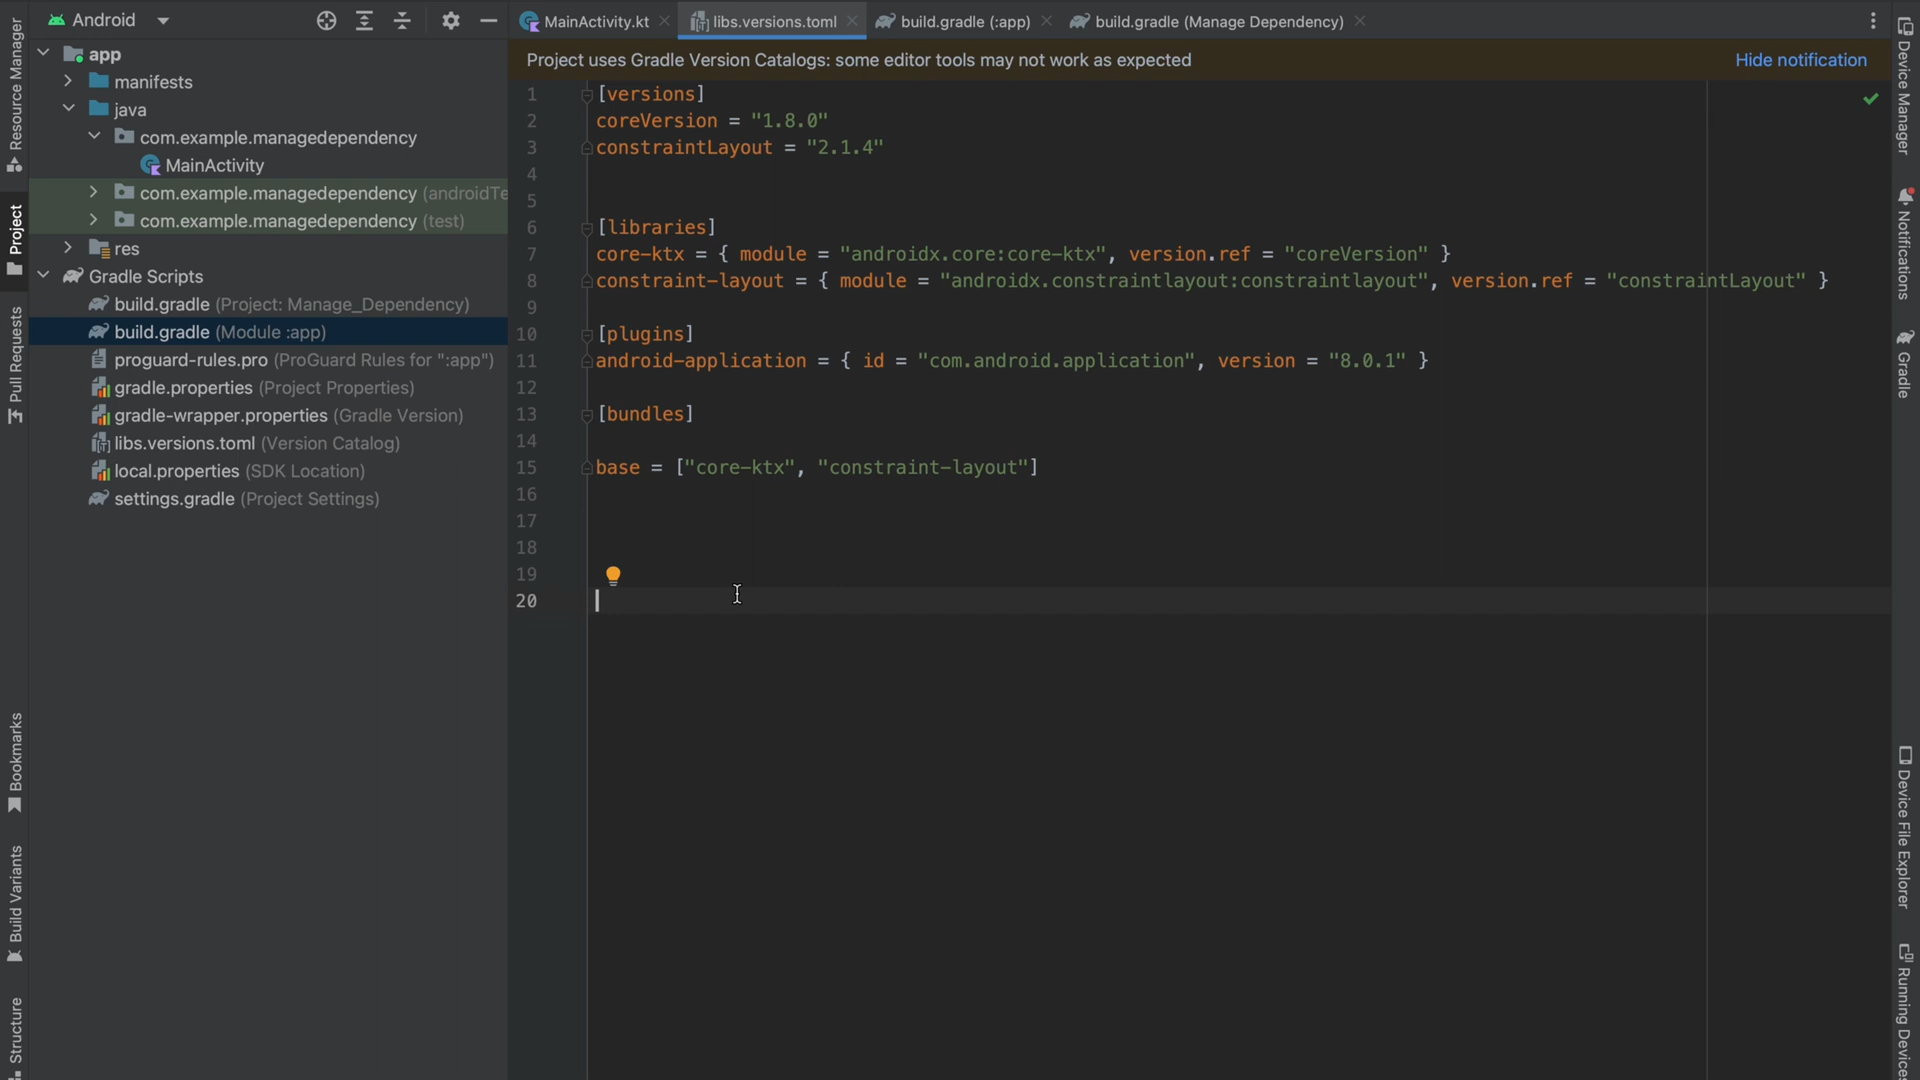 Android
MainActivity.kt
libs.versions.toml
build.gradle (:app)
build.gradle (Manage Dependency)
Project uses Gradle Version Catalogs: some editor tools may not work as expected
Hide notification
Resource Manager
Project
Pull Requests
Bookmarks
Build Variants
Structure
app
manifests
java
com.example.managedependency
MainActivity
com.example.managedependency (androidTe
com.example.managedependency (test)
res
Gradle Scripts
build.gradle (Project: Manage_Dependency)
build.gradle (Module :app)
proguard-rules.pro (ProGuard Rules for ":app")
gradle.properties (Project Properties)
gradle-wrapper.properties (Gradle Version)
libs.versions.toml (Version Catalog)
local.properties (SDK Location)
settings.gradle (Project Settings)
1 [versions]
2 coreVersion = "1.8.0"
3 constraintLayout = "2.1.4"
4
5
6 [libraries]
7 core-ktx = { module = "androidx.core:core-ktx", version.ref = "coreVersion" }
8 constraint-layout = { module = "androidx.constraintlayout:constraintlayout", version.ref = "constraintLayout" }
9
10 [plugins]
11 android-application = { id = "com.android.application", version = "8.0.1" }
12
13 [bundles]
14
15 base = ["core-ktx", "constraint-layout"]
16
17
18
19
20
Device Manager
Notifications
Gradle
Device File Explorer
Running Devices